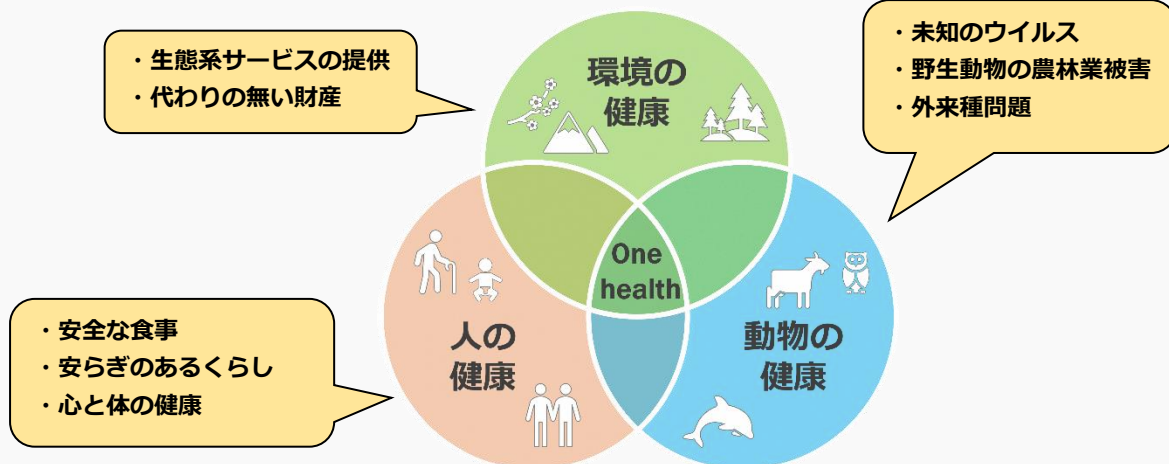 ・生態系サービスの提供
・代わりの無い財産
環境の
健康
・未知のウイルス
・野生動物の農林業被害
・外来種問題
One
health
・安全な食事
・安らぎのあるくらし
・心と体の健康
人の
健康
動物の
健康